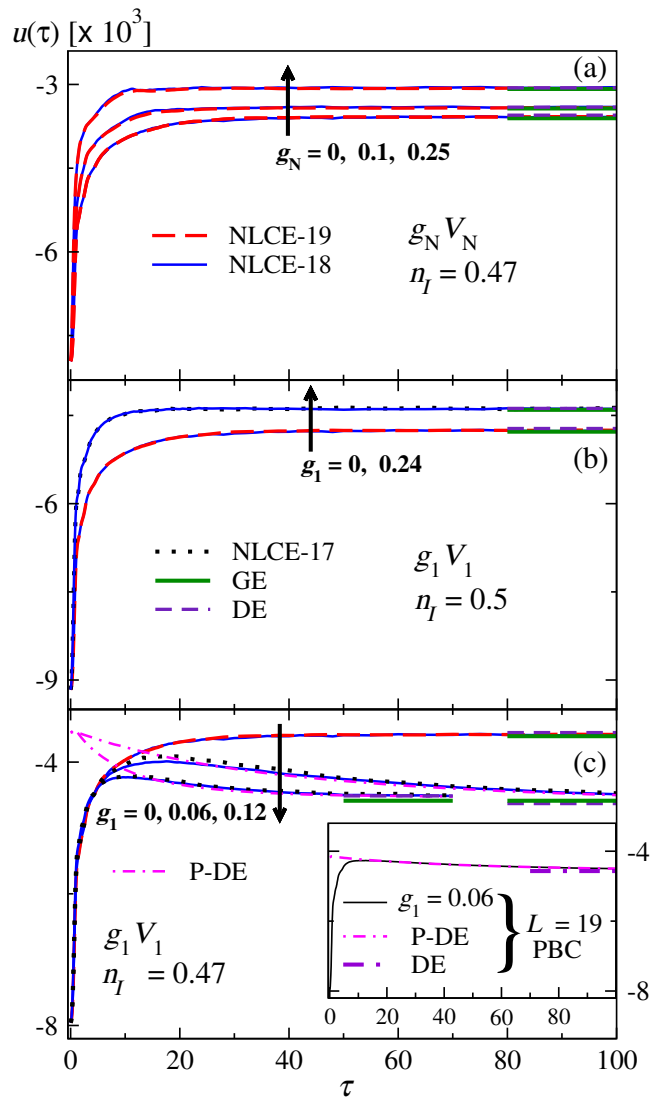 u(τ) [x 10³]
(a)
-3
g_N = 0, 0.1, 0.25
NLCE-19
NLCE-18
g_N V_N
n_I = 0.47
-6
(b)
g_1 = 0, 0.24
-6
NLCE-17
GE
DE
g_1 V_1
n_I = 0.5
-9
-4
(c)
g_1 = 0, 0.06, 0.12
P-DE
g_1 V_1
n_I = 0.47
-4
g_1 = 0.06
P-DE
DE
} L = 19
PBC
-8
0 20 40 60 80
-8
0 20 40 60 80 100
τ